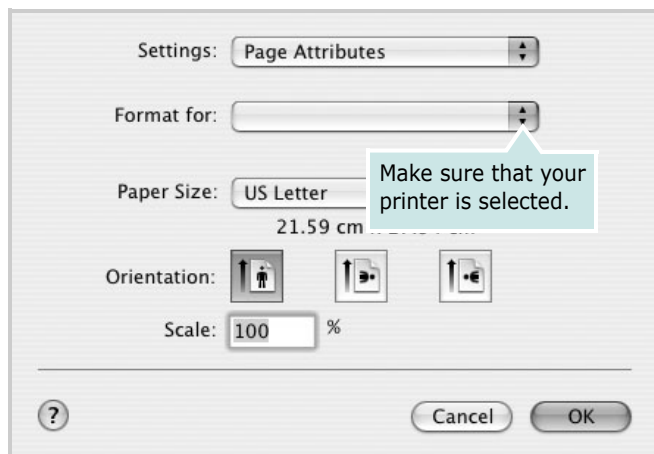 Settings: Page Attributes
Format for:
Make sure that your
printer is selected.
Paper Size: US Letter
21.59 cm
Orientation:
Scale: 100 %
? Cancel OK